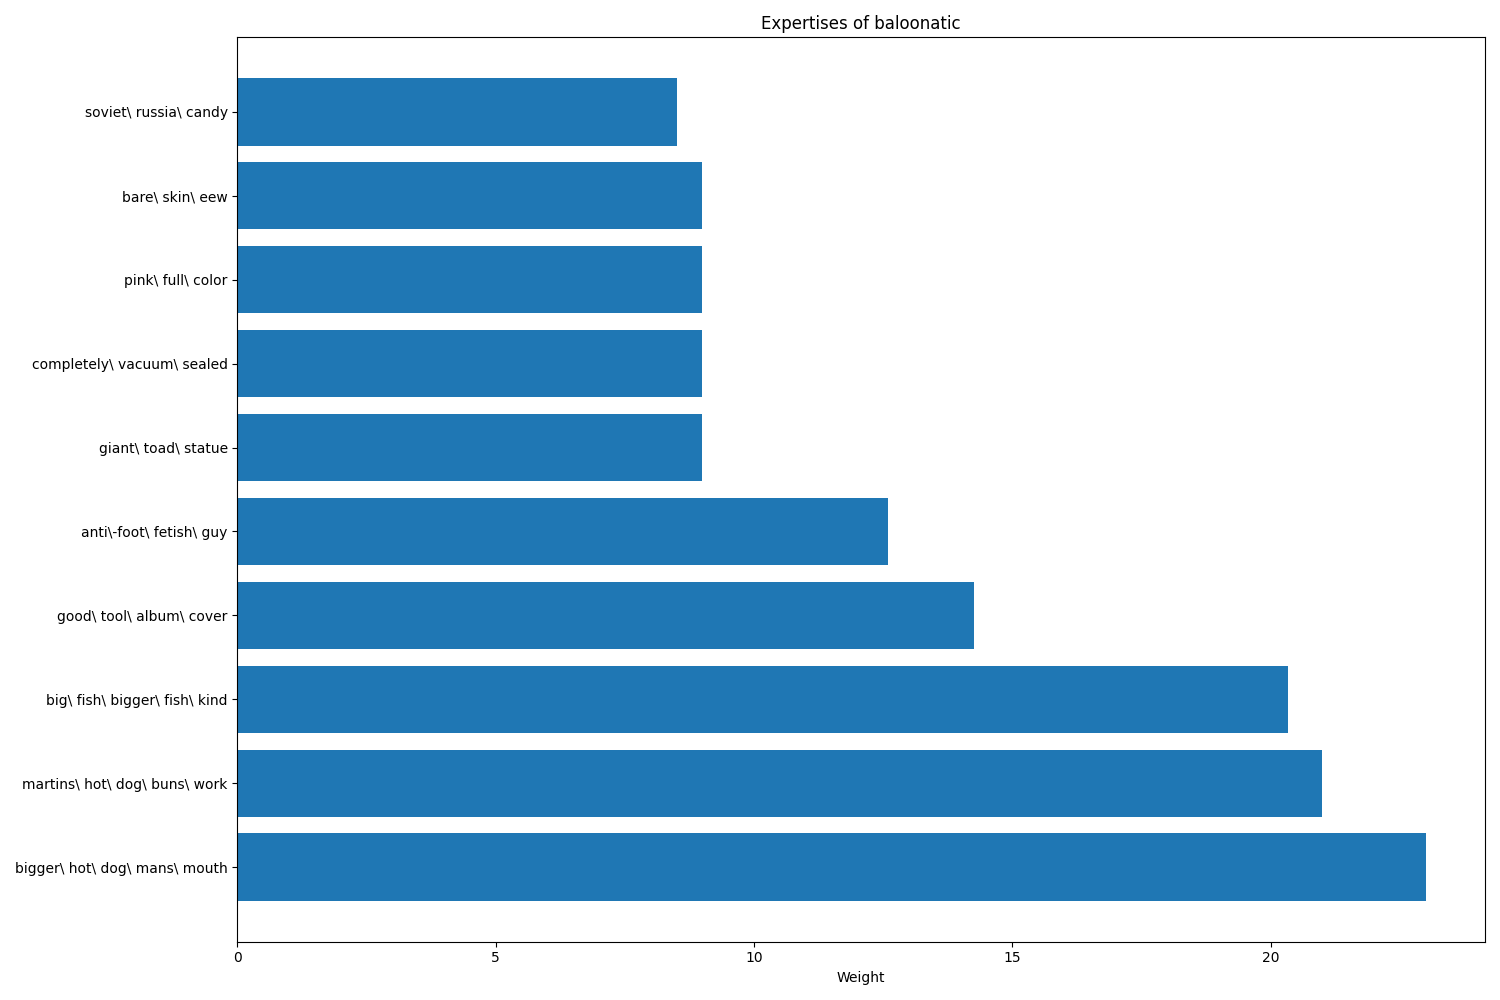 Expertises of baloonatic
soviet\ russia\ candy
bare\ skin\ eew
pink\ full\ color
completely\ vacuum\ sealed
giant\ toad\ statue
anti\-foot\ fetish\ guy
good\ tool\ album\ cover
big\ fish\ bigger\ fish\ kind
martins\ hot\ dog\ buns\ work
bigger\ hot\ dog\ mans\ mouth
0 5 10 15 20
Weight